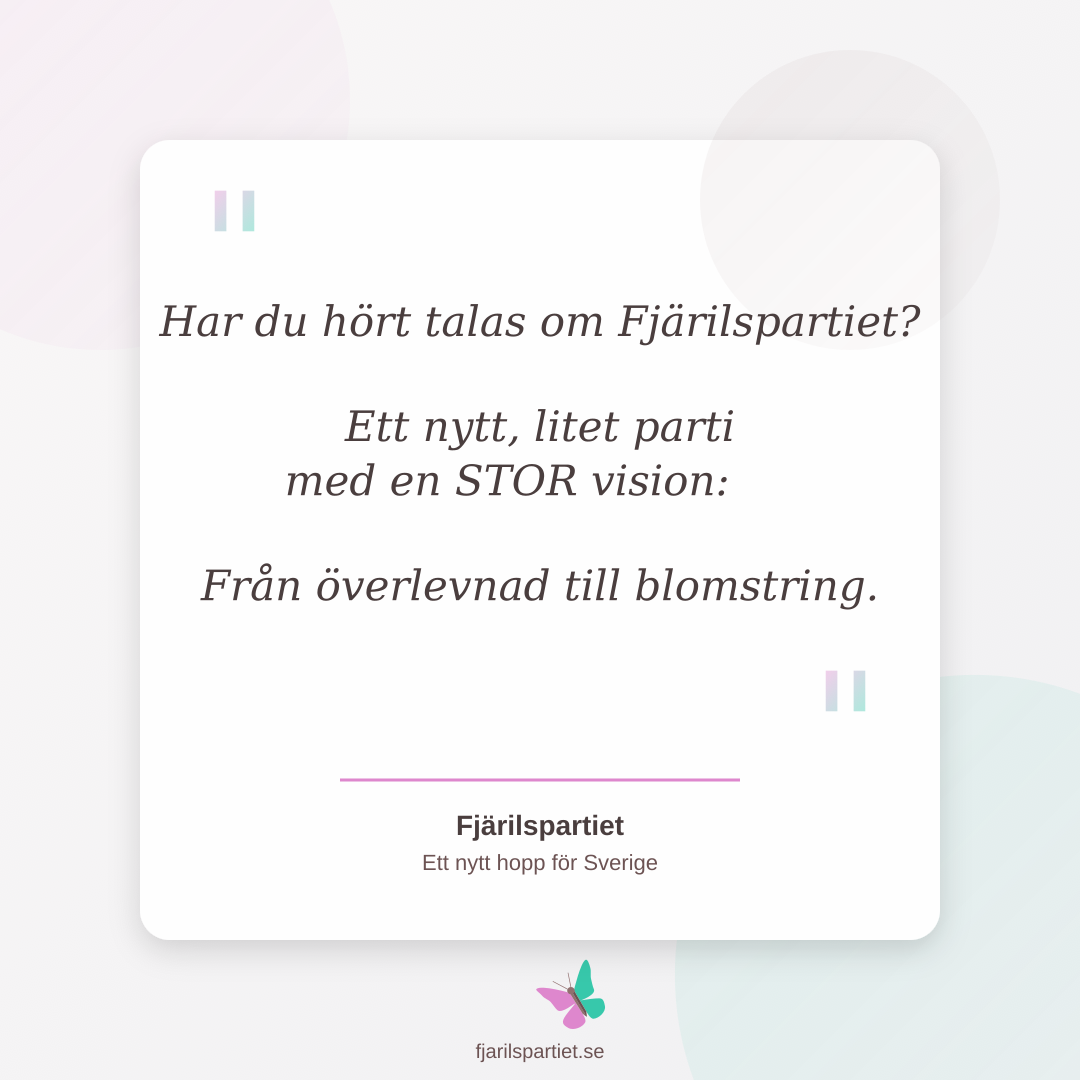 "
Har du hört talas om Fjärilspartiet?
Ett nytt, litet parti
med en STOR vision:
Från överlevnad till blomstring.
"
Fjärilspartiet
Ett nytt hopp för Sverige
fjarilspartiet.se